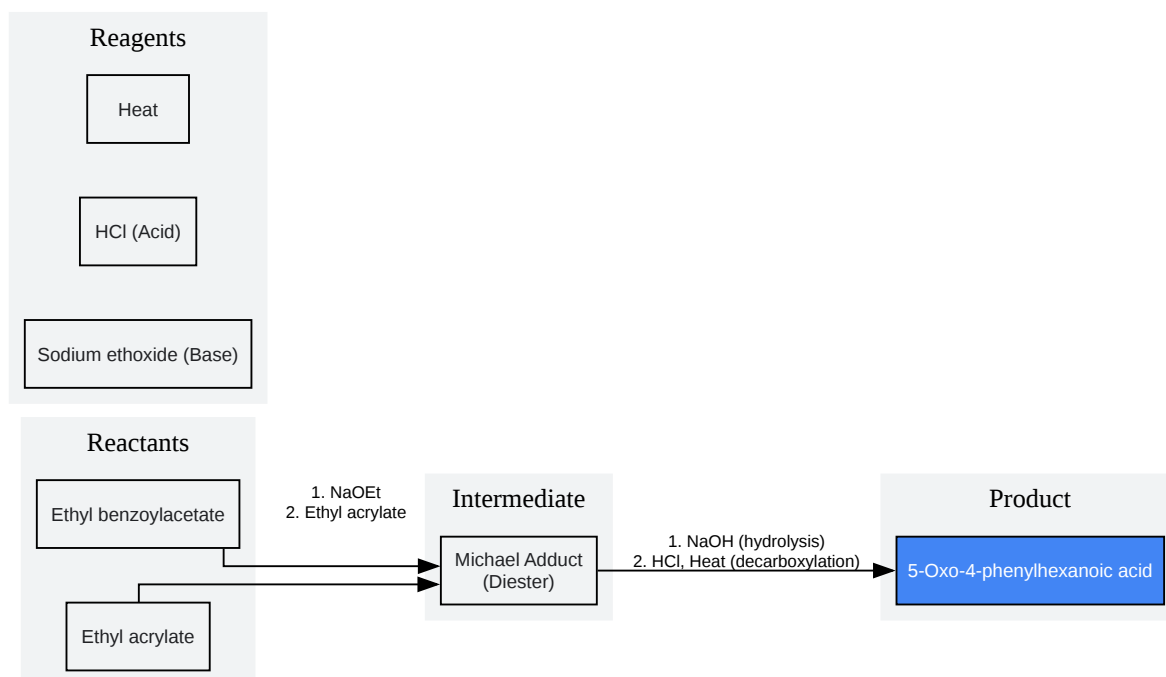 Reagents
Heat
HCl (Acid)
Sodium ethoxide (Base)
Reactants
Ethyl benzoylacetate
Ethyl acrylate
1. NaOEt
2. Ethyl acrylate
Intermediate
Michael Adduct
(Diester)
1. NaOH (hydrolysis)
2. HCl, Heat (decarboxylation)
Product
5-Oxo-4-phenylhexanoic acid